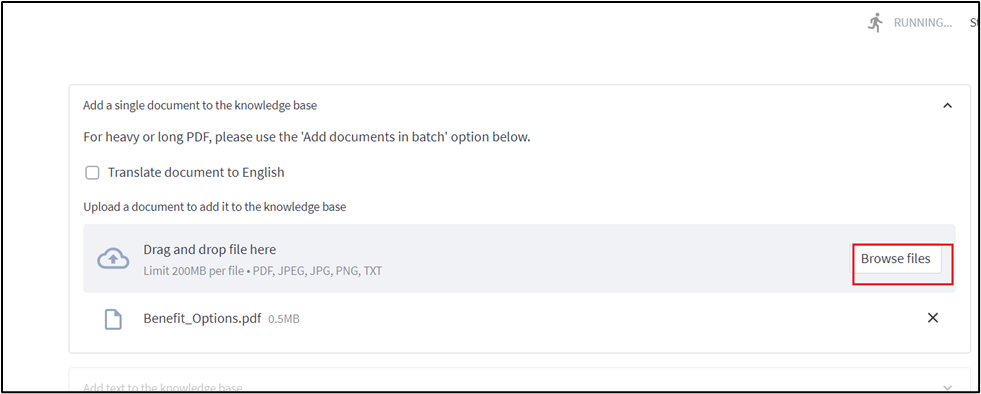 RUNNING...
Add a single document to the knowledge base
For heavy or long PDF, please use the 'Add documents in batch' option below.
Translate document to English
Upload a document to add it to the knowledge base
Drag and drop file here
Limit 200MB per file • PDF, JPEG, JPG, PNG, TXT
Browse files
Benefit_Options.pdf 0.5MB
Add text to the knowledge base